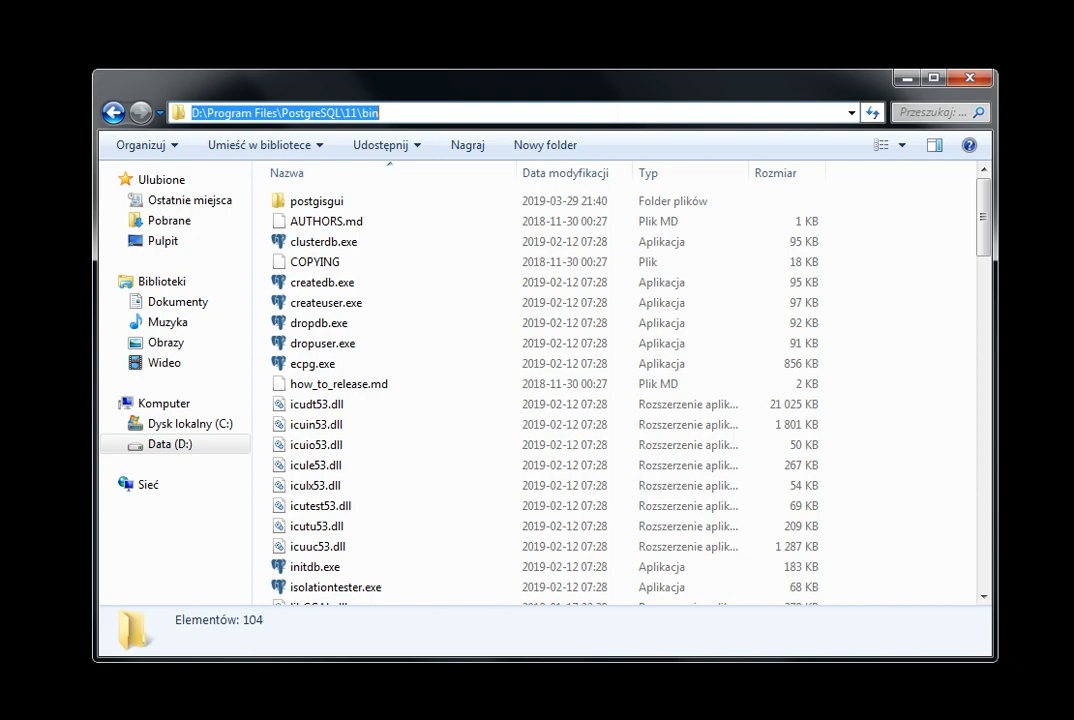 D:\Program Files\PostgreSQL\11\bin
Przeszukaj: ...
Organizuj Umieść w bibliotece Udostępnij Nagraj Nowy folder
Nazwa Data modyfikacji Typ Rozmiar
Ulubione
Ostatnie miejsca
Pobrane
Pulpit
Biblioteki
Dokumenty
Muzyka
Obrazy
Wideo
Komputer
Dysk lokalny (C:)
Data (D:)
Sieć
postgisgui 2019-03-29 21:40 Folder plików
AUTHORS.md 2018-11-30 00:27 Plik MD 1 KB
clusterdb.exe 2019-02-12 07:28 Aplikacja 95 KB
COPYING 2018-11-30 00:27 Plik 18 KB
createdb.exe 2019-02-12 07:28 Aplikacja 95 KB
createuser.exe 2019-02-12 07:28 Aplikacja 97 KB
dropdb.exe 2019-02-12 07:28 Aplikacja 92 KB
dropuser.exe 2019-02-12 07:28 Aplikacja 91 KB
ecpg.exe 2019-02-12 07:28 Aplikacja 856 KB
how_to_release.md 2018-11-30 00:27 Plik MD 2 KB
icudt53.dll 2019-02-12 07:28 Rozszerzenie aplik... 21 025 KB
icuin53.dll 2019-02-12 07:28 Rozszerzenie aplik... 1 801 KB
icuio53.dll 2019-02-12 07:28 Rozszerzenie aplik... 50 KB
icule53.dll 2019-02-12 07:28 Rozszerzenie aplik... 267 KB
iculx53.dll 2019-02-12 07:28 Rozszerzenie aplik... 54 KB
icutest53.dll 2019-02-12 07:28 Rozszerzenie aplik... 69 KB
icutu53.dll 2019-02-12 07:28 Rozszerzenie aplik... 209 KB
icuuc53.dll 2019-02-12 07:28 Rozszerzenie aplik... 1 287 KB
initdb.exe 2019-02-12 07:28 Aplikacja 183 KB
isolationtester.exe 2019-02-12 07:28 Aplikacja 68 KB
Elementów: 104